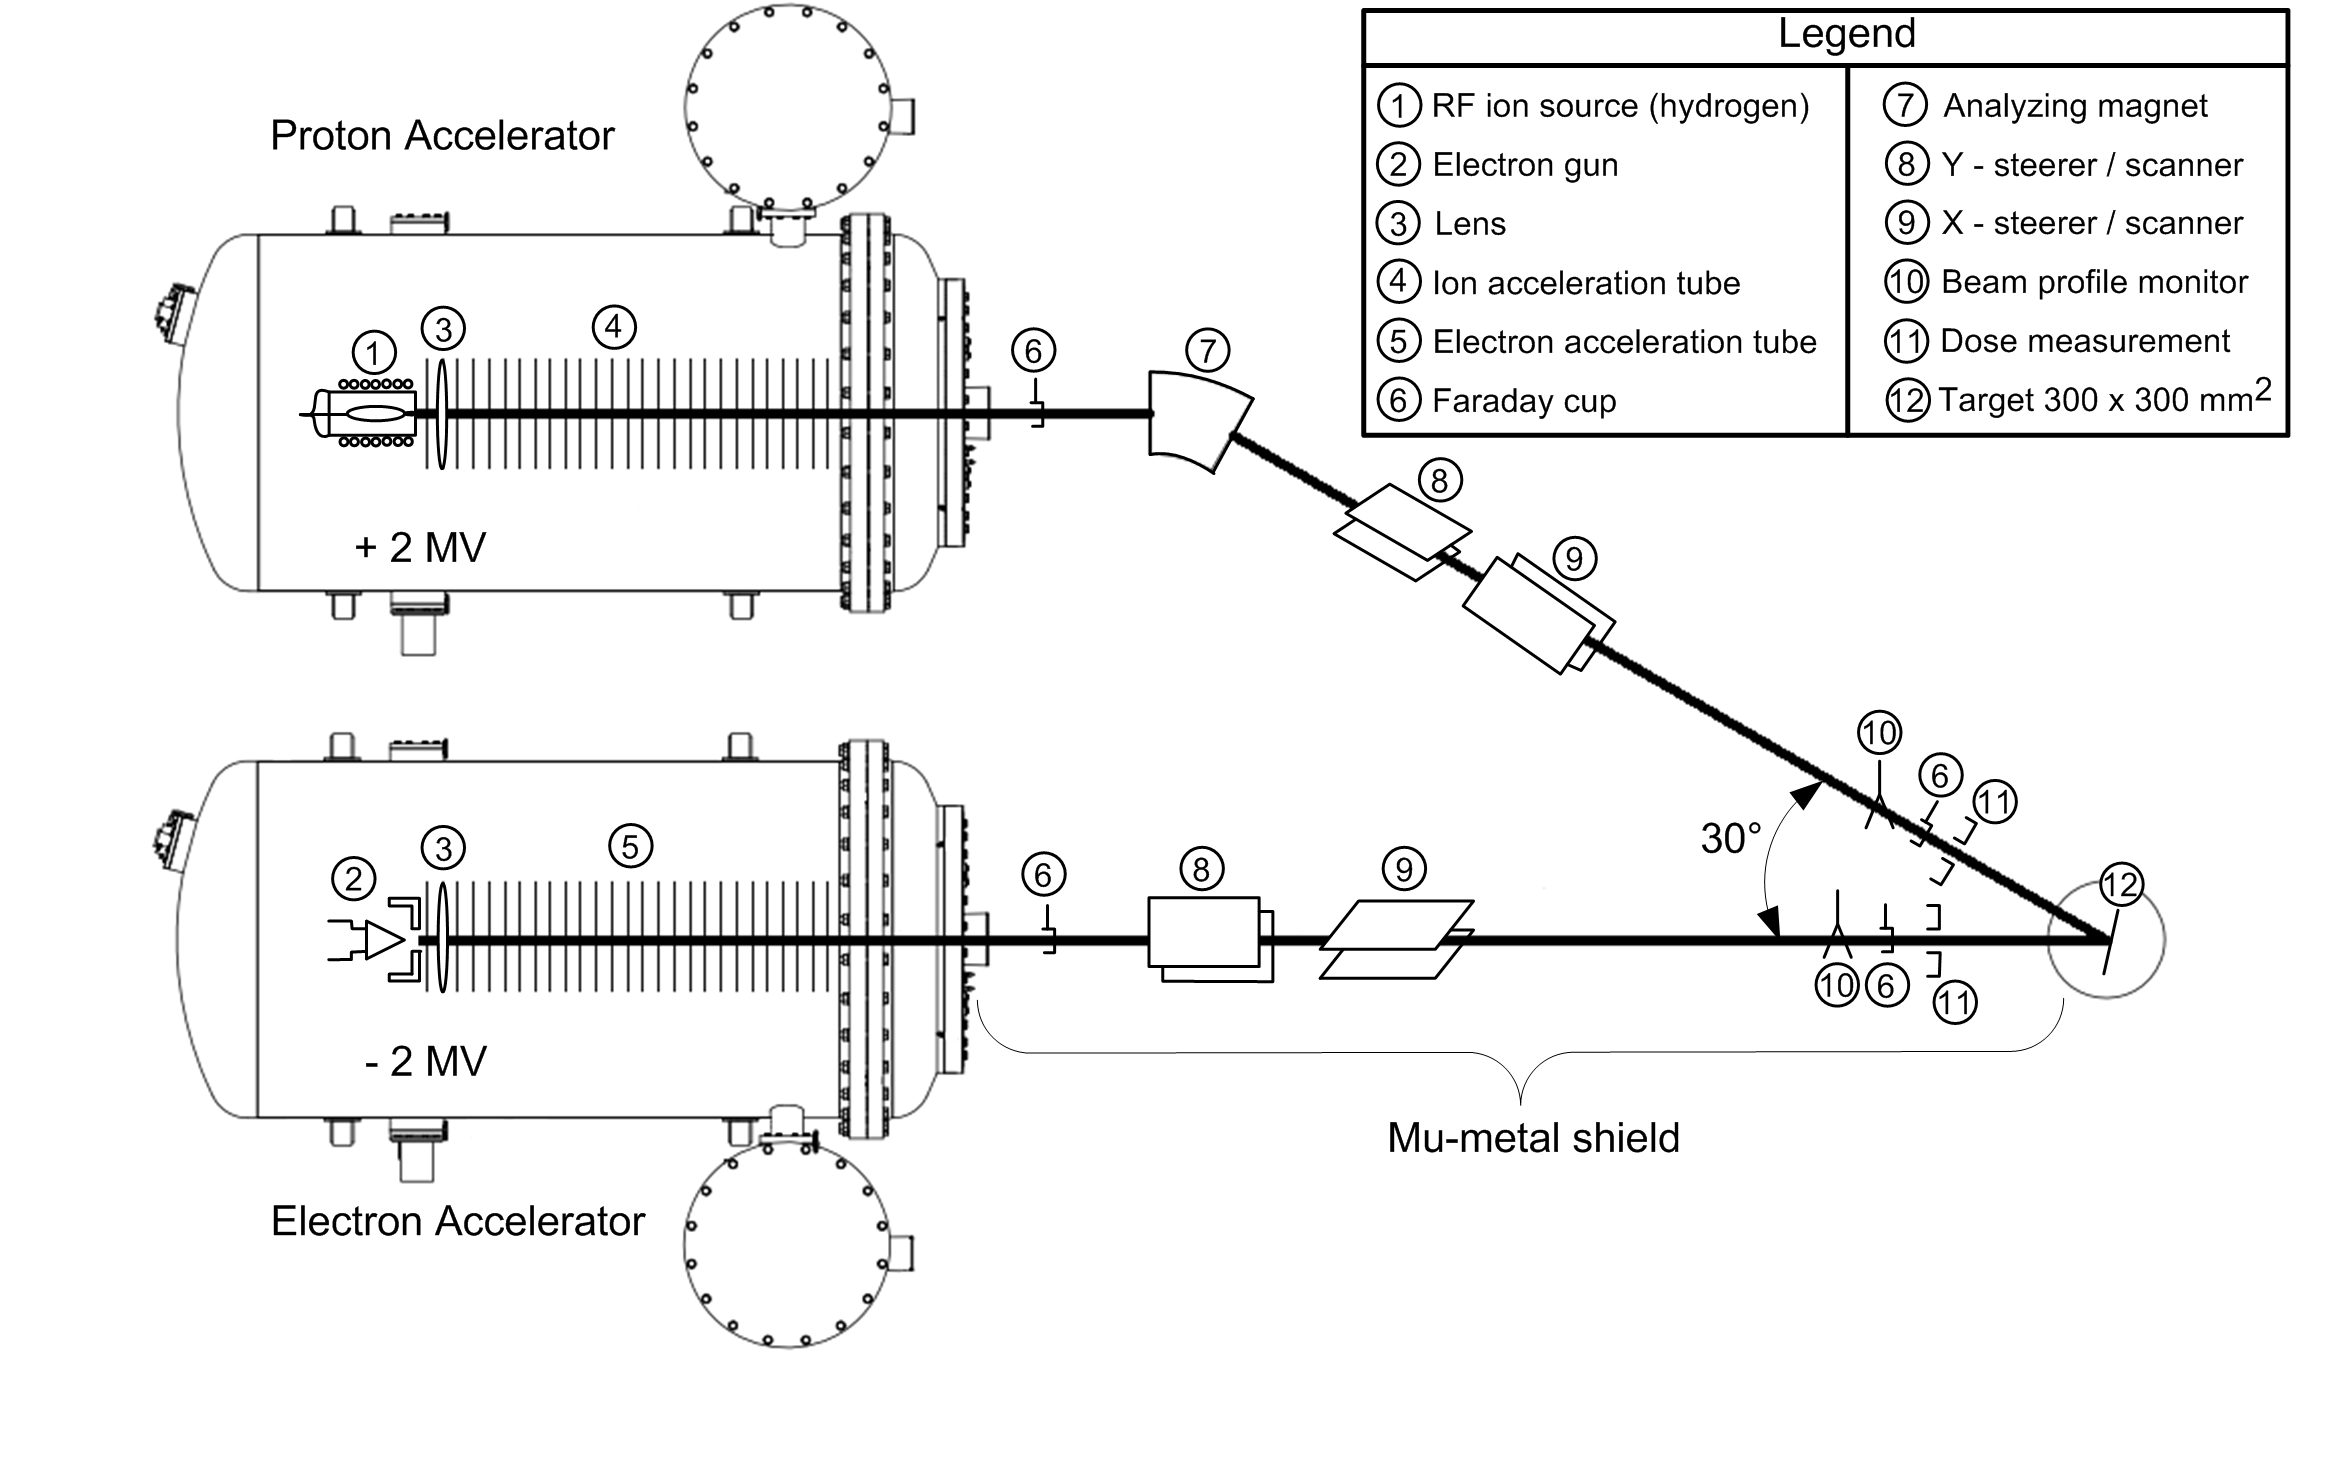 Legend
1 RF ion source (hydrogen)
2 Electron gun
3 Lens
4 Ion acceleration tube
5 Electron acceleration tube
6 Faraday cup
7 Analyzing magnet
8 Y - steerer / scanner
9 X - steerer / scanner
10 Beam profile monitor
11 Dose measurement
12 Target 300 x 300 mm2
Proton Accelerator
1
3
4
6
7
8
9
10
6
11
+ 2 MV
30°
12
2
3
5
6
8
9
10
6
11
- 2 MV
Mu-metal shield
Electron Accelerator